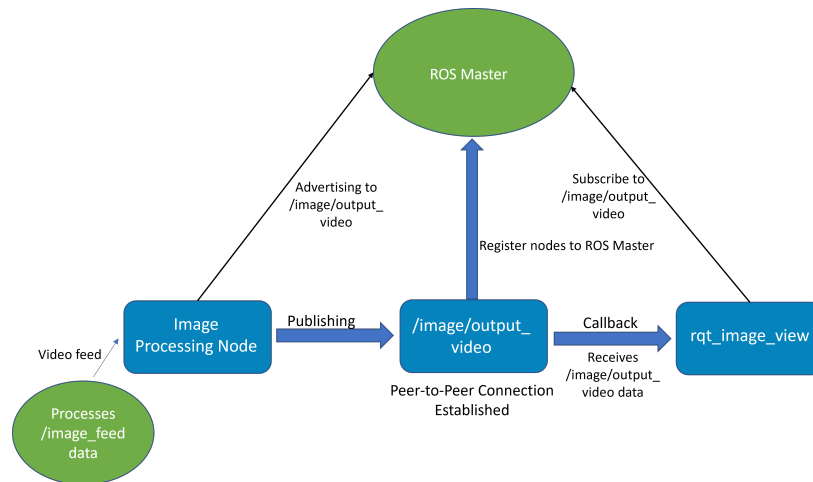 ROS Master
Advertising to
/image/output_
video
Subscribe to
/image/output_
video
Register nodes to ROS Master
Image
Processing Node
Publishing
/image/output_
video
Callback
Receives
/image/output_
video data
rqt_image_view
Peer-to-Peer Connection
Established
Video feed
Processes
/image_feed
data